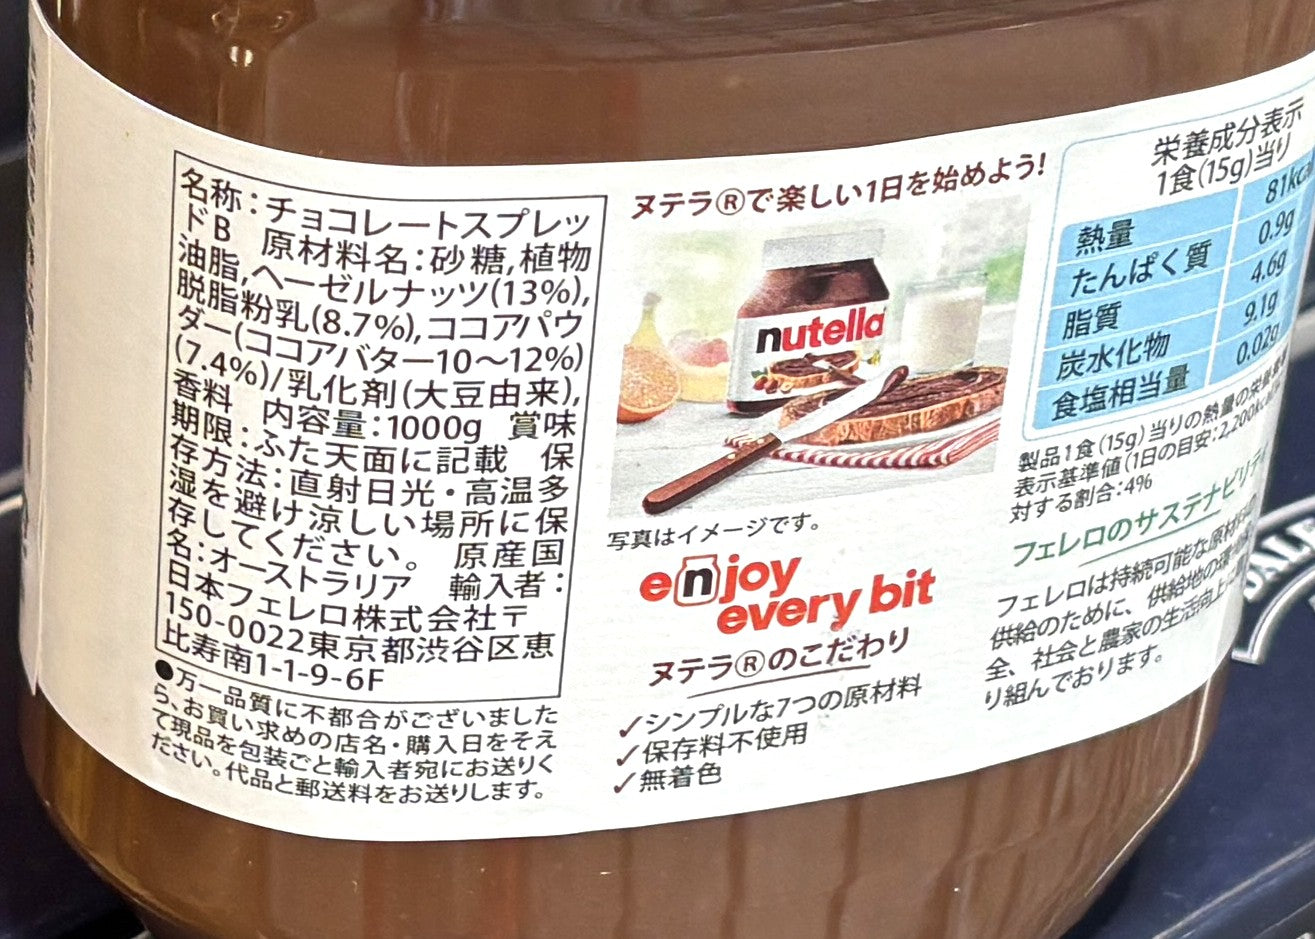 名称:チョコレートスプレッ
ドB 原材料名:砂糖,植物
油脂,ヘーゼルナッツ(13%),
脱脂粉乳(8.7%),ココアパウ
ダー(ココアバター10〜12%)
(7.4%)/乳化剤(大豆由来),
香料 内容量:1000g 賞味
期限:ふた天面に記載 保
存方法:直射日光・高温多
湿を避け涼しい場所に保
存してください。 原産国
名:オーストラリア 輸入者:
日本フェレロ株式会社〒
150-0022東京都渋谷区恵
比寿南1-1-9-6F
●万一品質に不都合がございました
ら、お買い求めの店名・購入日をそえ
て現品を包装ごと輸入者宛にお送りく
ださい。代品と郵送料をお送りします。
ヌテラ®で楽しい1日を始めよう!
nutella
写真はイメージです。
enjoy
every bit
ヌテラ®のこだわり
✓シンプルな7つの原材料
✓保存料不使用
✓無着色
栄養成分表示
1食(15g)当り
熱量 81kcal
たんぱく質 0.9g
脂質 4.6g
炭水化物 9.1g
食塩相当量 0.02g
製品1食(15g)当りの熱量の栄養素等
表示基準値(1日の目安:2,200kcal)に
対する割合:4%
フェレロのサステナビリティ
フェレロは持続可能な原材料の
供給のために、供給地の環境保
全、社会と農家の生活向上に取
り組んでおります。